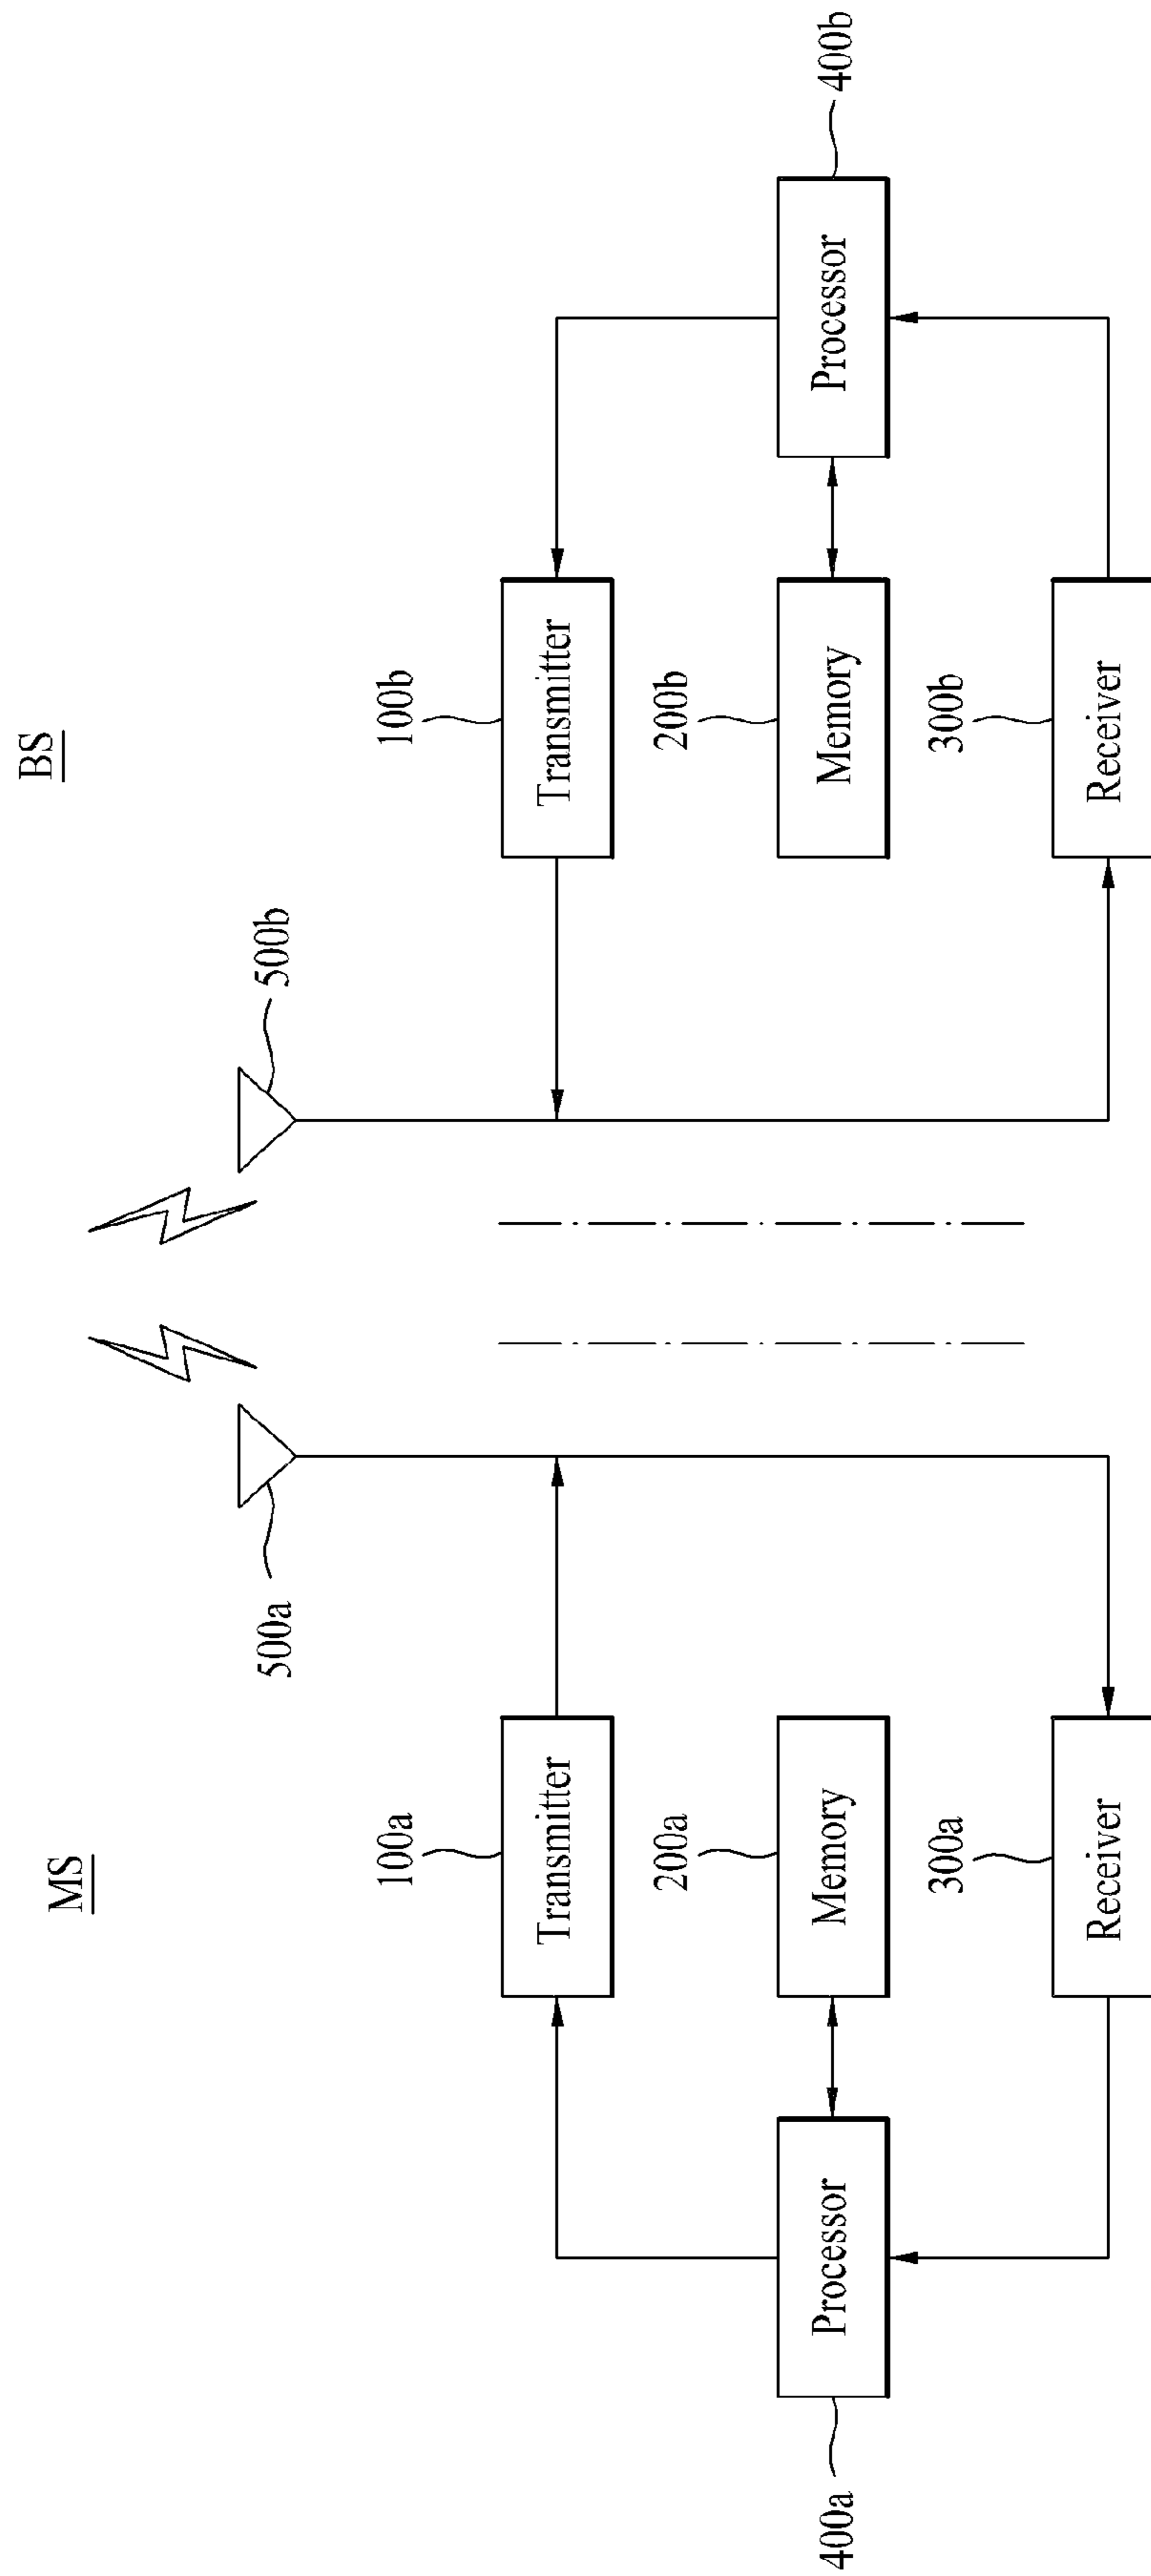 MS
BS
500a
500b
100a
100b
Transmitter
Transmitter
200a
200b
400a
Processor
Memory
Memory
Processor
400b
300a
300b
Receiver
Receiver